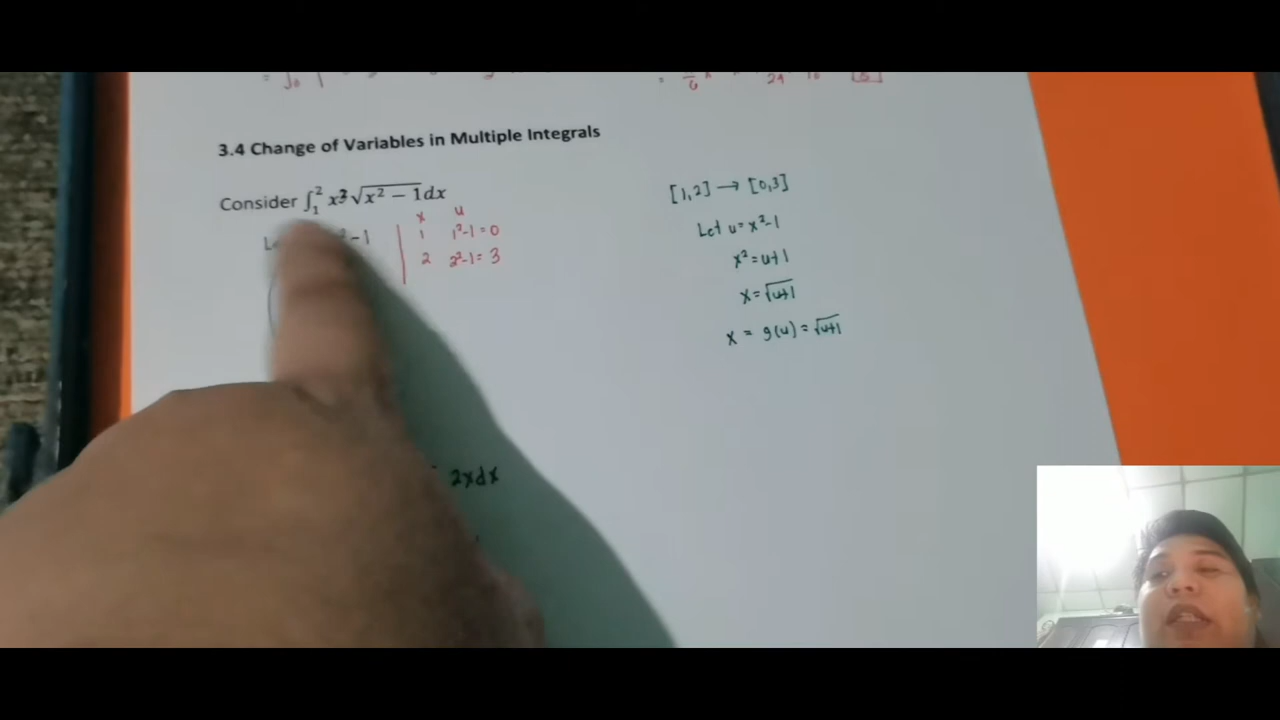 3.4 Change of Variables in Multiple Integrals
Consider ∫₁² x³√(x² − 1) dx
x u
1 1²-1=0
2 2²-1=3
2xdx
[1,2] → [0,3]
Let u=x²-1
x²=u+1
x=√(u+1)
x = g(u)=√(u+1)